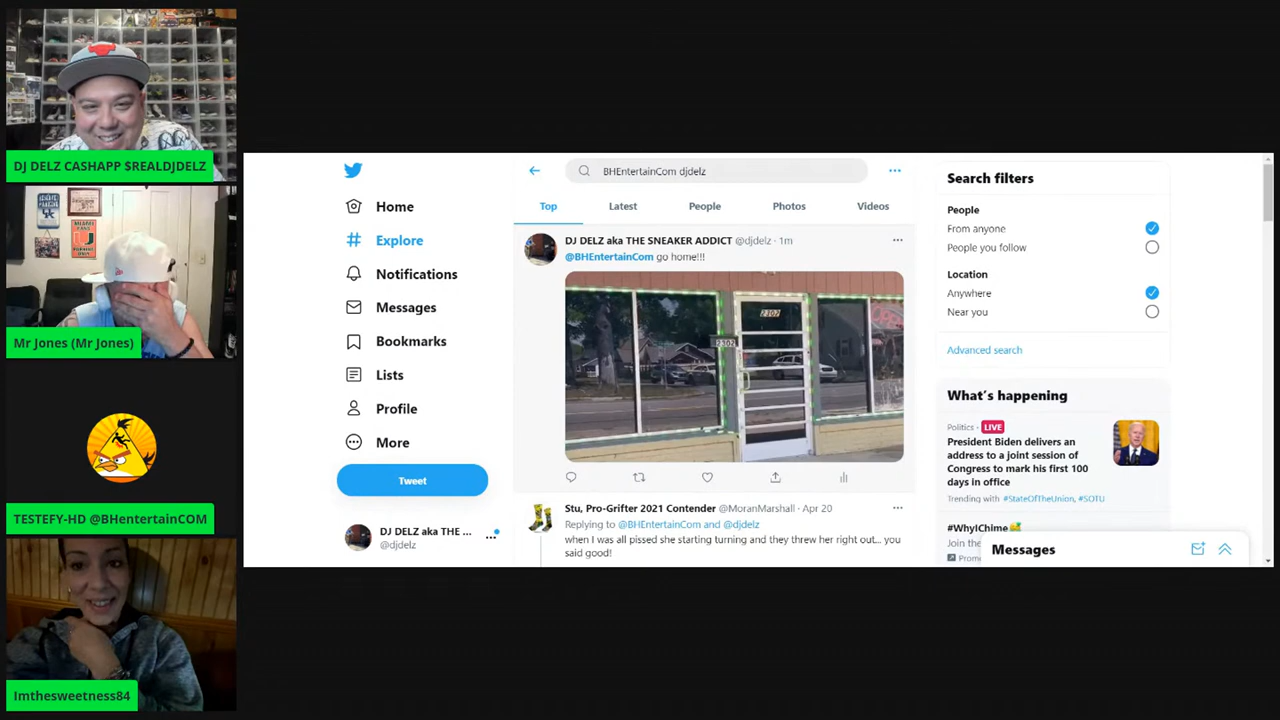 DJ DELZ CASHAPP $REALDJDELZ
Mr Jones (Mr Jones)
TESTEFY-HD @BHentertainCOM
Imthesweetness84
Home
Explore
Notifications
Messages
Bookmarks
Lists
Profile
More
Tweet
DJ DELZ aka THE ...
@djdelz
BHEntertainCom djdelz
Top
Latest
People
Photos
Videos
DJ DELZ aka THE SNEAKER ADDICT @djdelz · 1m
@BHEntertainCom go home!!!
2302
2302
Stu, Pro-Grifter 2021 Contender @MoranMarshall · Apr 20
Replying to @BHEntertainCom and @djdelz
when I was all pissed she starting turning and they threw her right out... you
said good!
Search filters
People
From anyone
People you follow
Location
Anywhere
Near you
Advanced search
What's happening
Politics · LIVE
President Biden delivers an
address to a joint session of
Congress to mark his first 100
days in office
Trending with #StateOfTheUnion, #SOTU
#WhyIChime
Join the
Promo
Messages